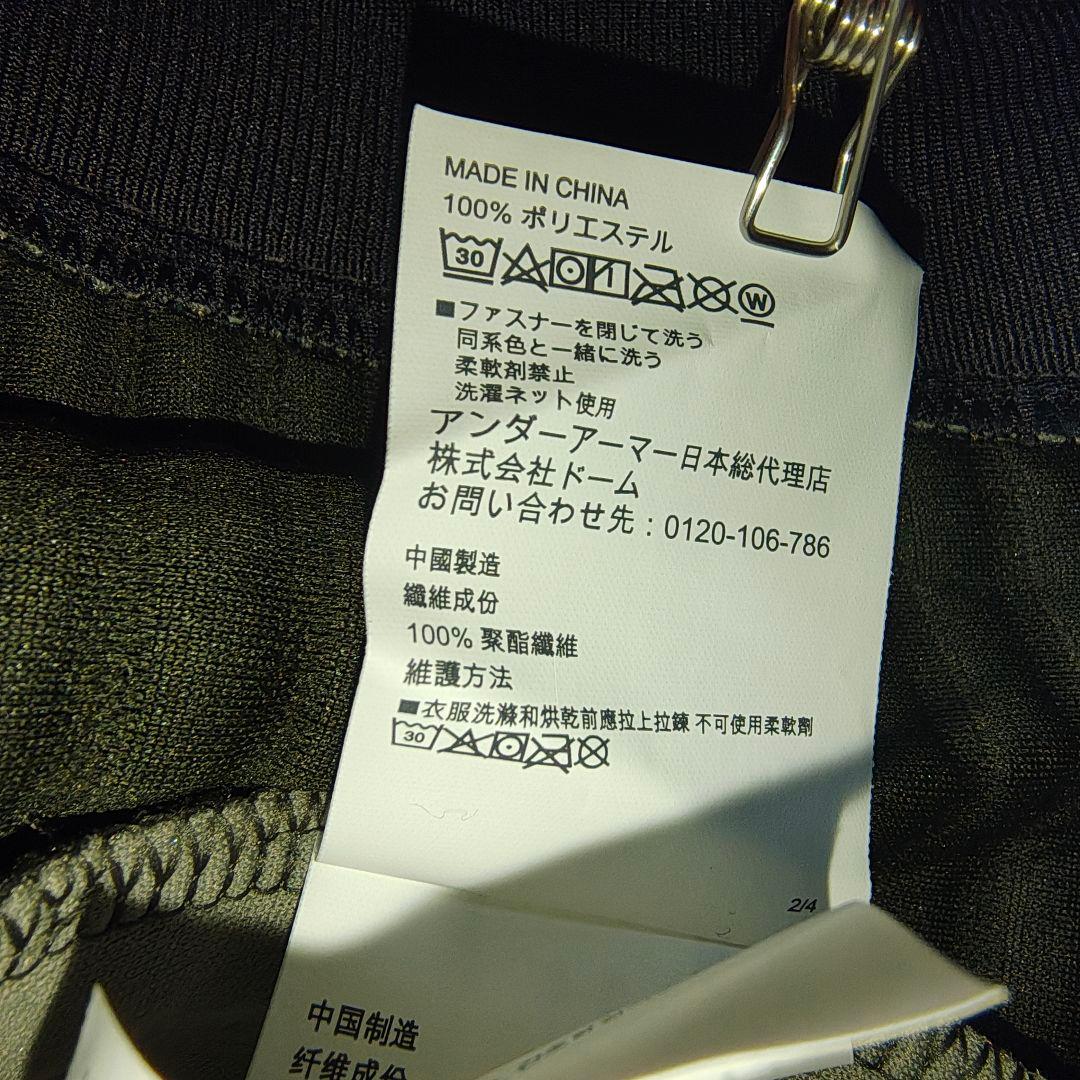 MADE IN CHINA
100% ポリエステル
30 W
■ファスナーを閉じて洗う
同系色と一緒に洗う
柔軟剤禁止
洗濯ネット使用
アンダーアーマー日本総代理店
株式会社ドーム
お問い合わせ先：0120-106-786
中國製造
纖維成份
100% 聚酯纖維
維護方法
■衣服洗滌和烘乾前應拉上拉鍊 不可使用柔軟劑
30
2/4
中国制造
纤维成份